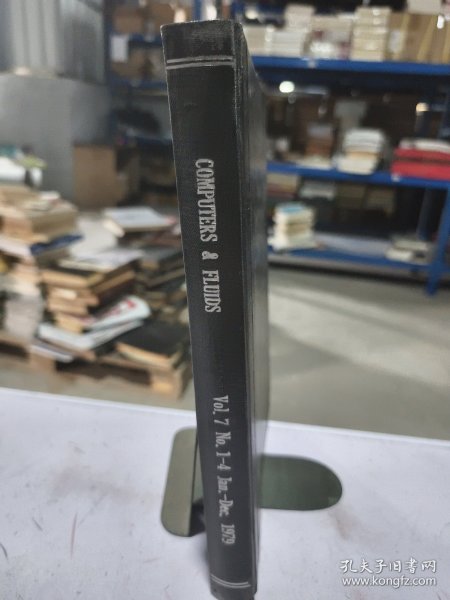 COMPUTERS & FLUIDS
Vol. 7 No. 1-4 Jan.-Dec. 1979
孔夫子旧书网
www.kongfz.com